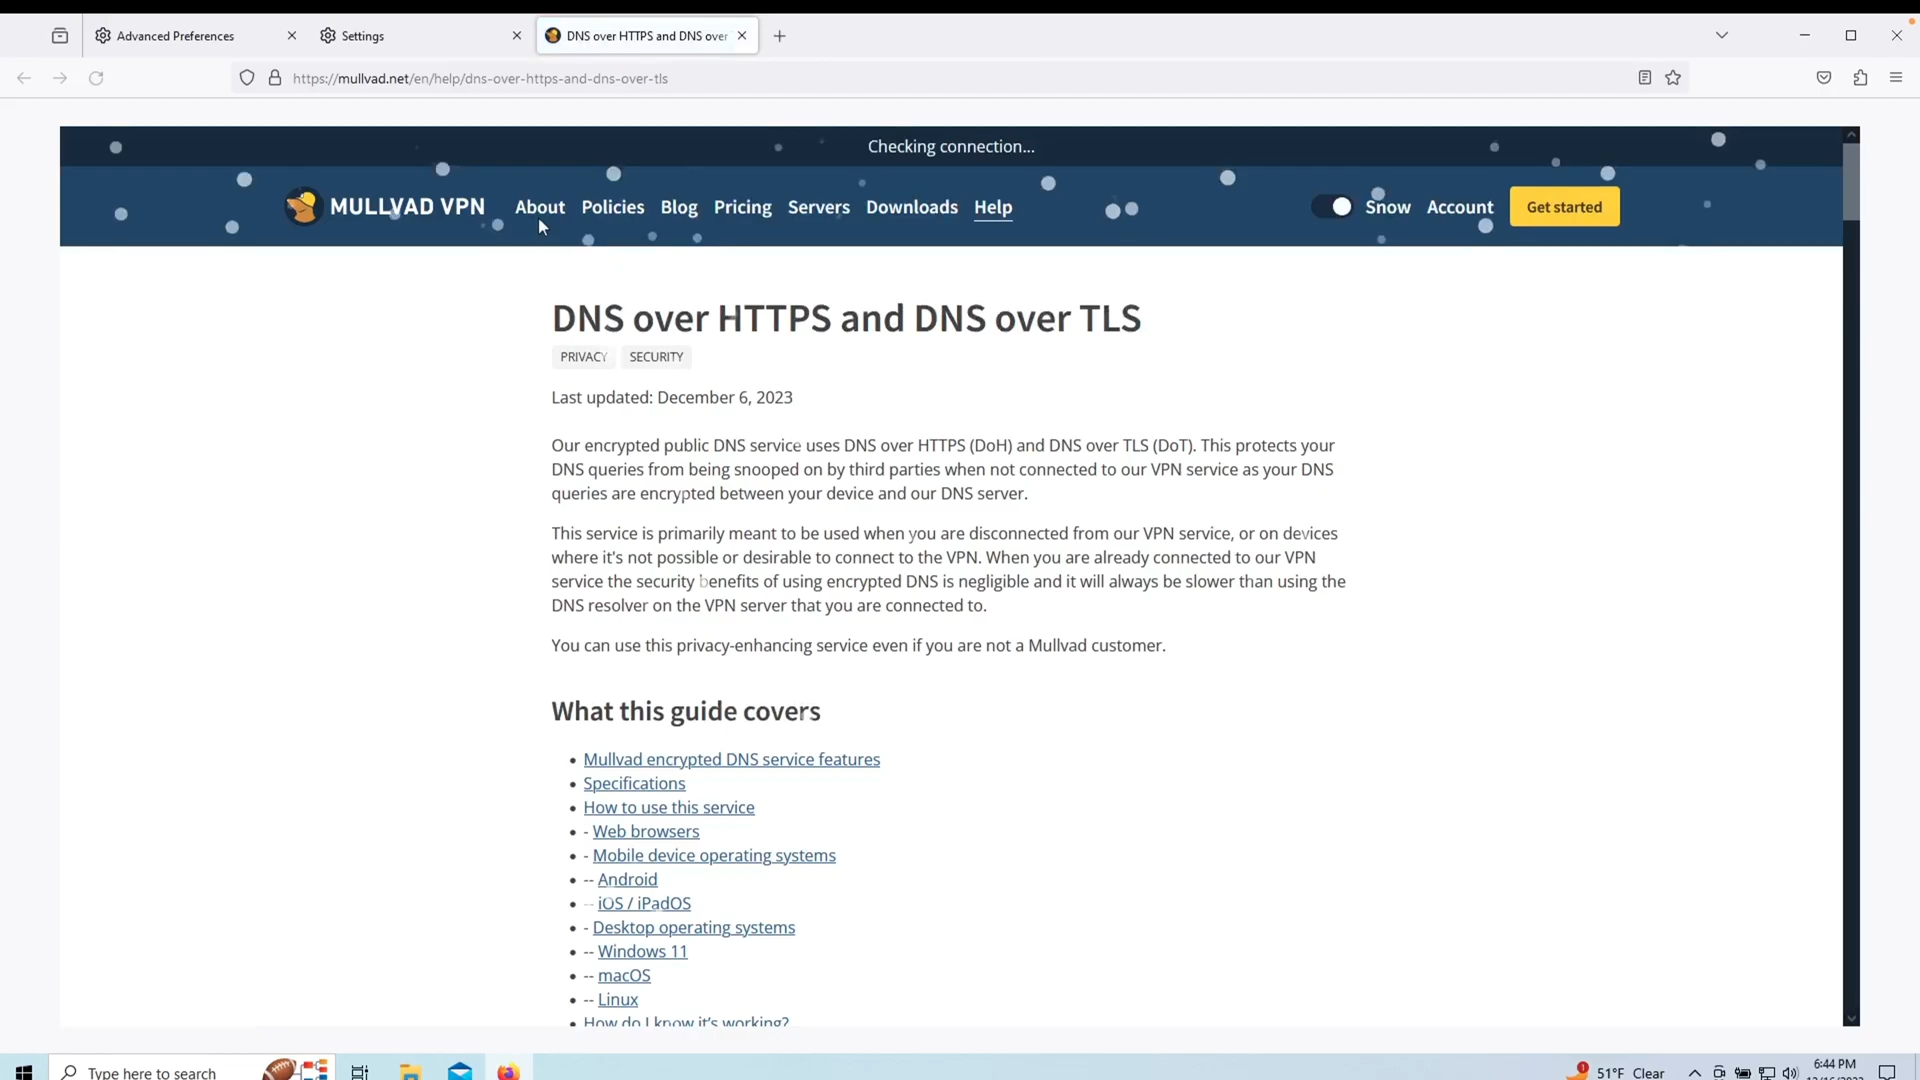 Advanced Preferences
Settings
DNS over HTTPS and DNS over
https://mullvad.net/en/help/dns-over-https-and-dns-over-tls
Checking connection...
MULLVAD VPN
About
Policies
Blog
Pricing
Servers
Downloads
Help
Snow
Account
Get started
DNS over HTTPS and DNS over TLS
PRIVACY
SECURITY
Last updated: December 6, 2023
Our encrypted public DNS service uses DNS over HTTPS (DoH) and DNS over TLS (DoT). This protects your
DNS queries from being snooped on by third parties when not connected to our VPN service as your DNS
queries are encrypted between your device and our DNS server.
This service is primarily meant to be used when you are disconnected from our VPN service, or on devices
where it's not possible or desirable to connect to the VPN. When you are already connected to our VPN
service the security benefits of using encrypted DNS is negligible and it will always be slower than using the
DNS resolver on the VPN server that you are connected to.
You can use this privacy-enhancing service even if you are not a Mullvad customer.
What this guide covers
• Mullvad encrypted DNS service features
• Specifications
• How to use this service
• - Web browsers
• - Mobile device operating systems
• -- Android
• -- iOS / iPadOS
• - Desktop operating systems
• -- Windows 11
• -- macOS
• -- Linux
• How do I know it's working?
Type here to search
1
51°F Clear
6:44 PM